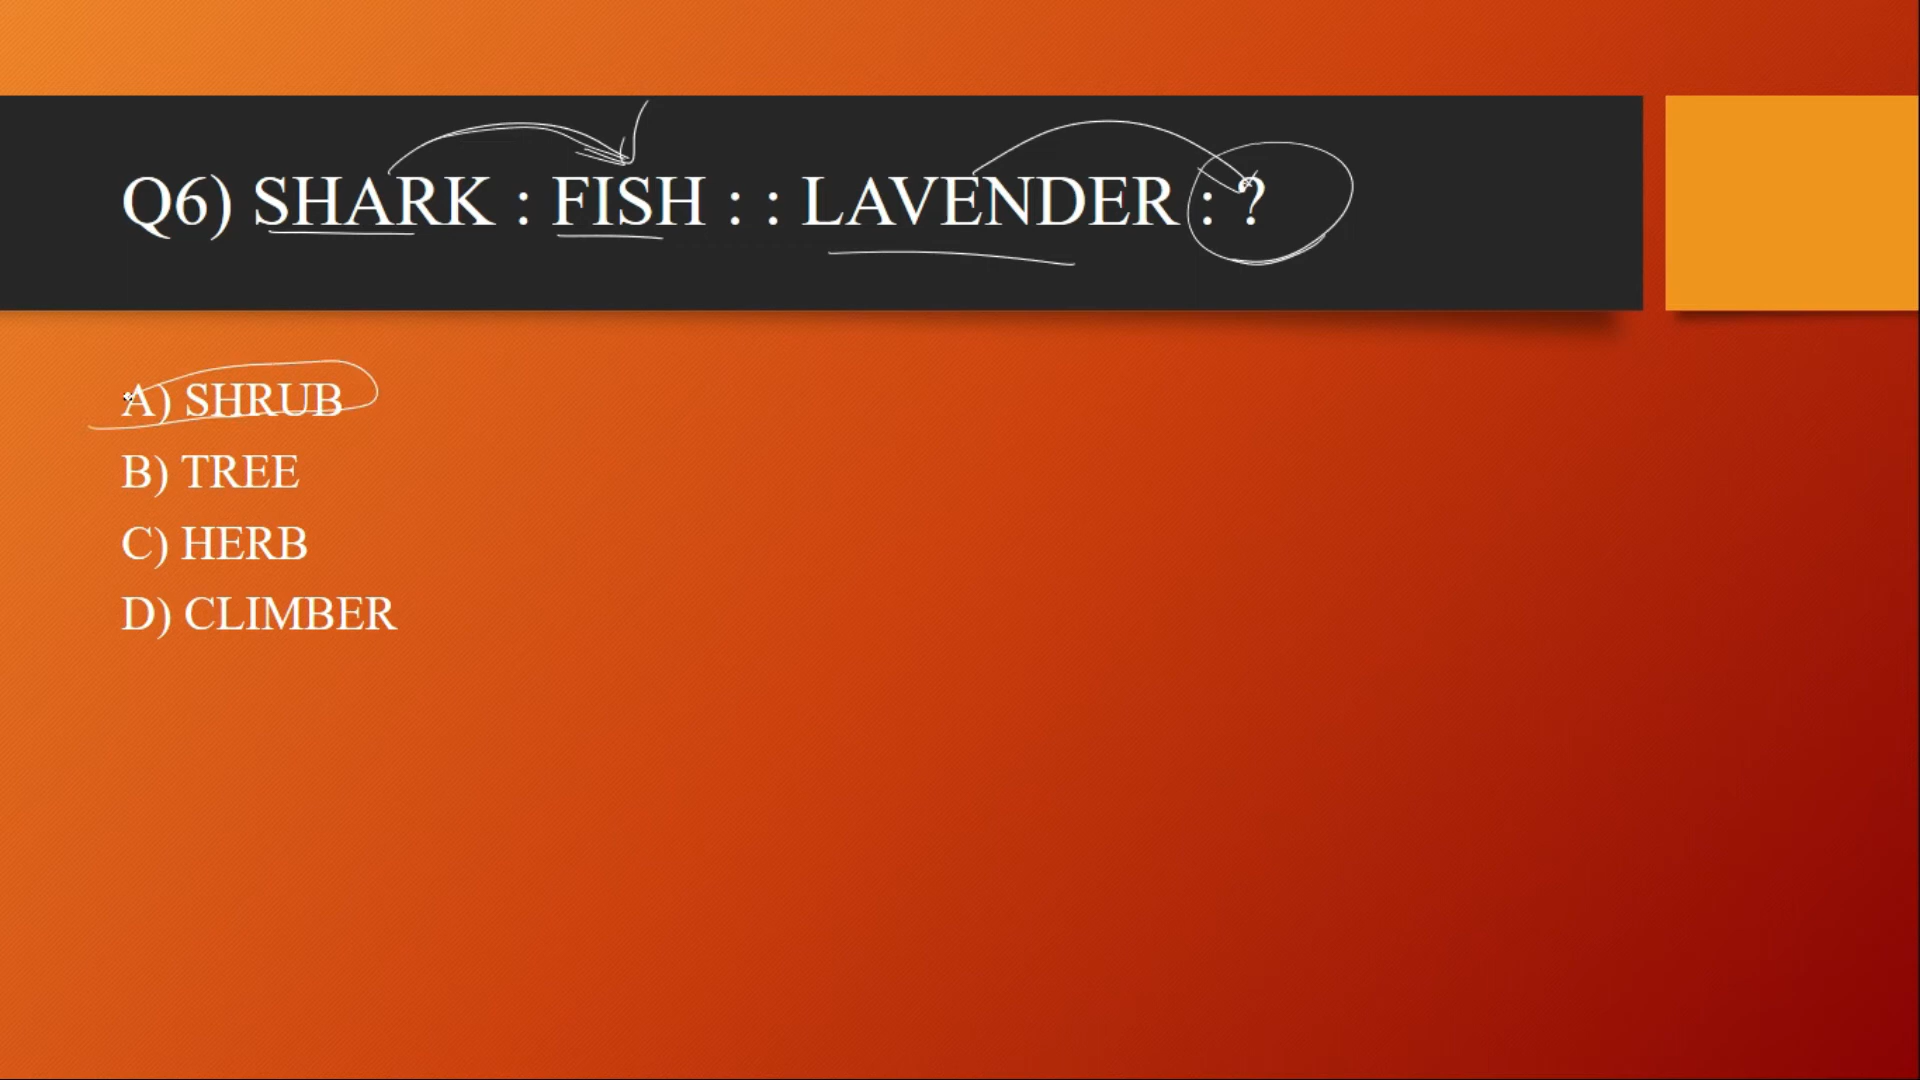 Q6) SHARK : FISH : : LAVENDER : ?
A) SHRUB
B) TREE
C) HERB
D) CLIMBER